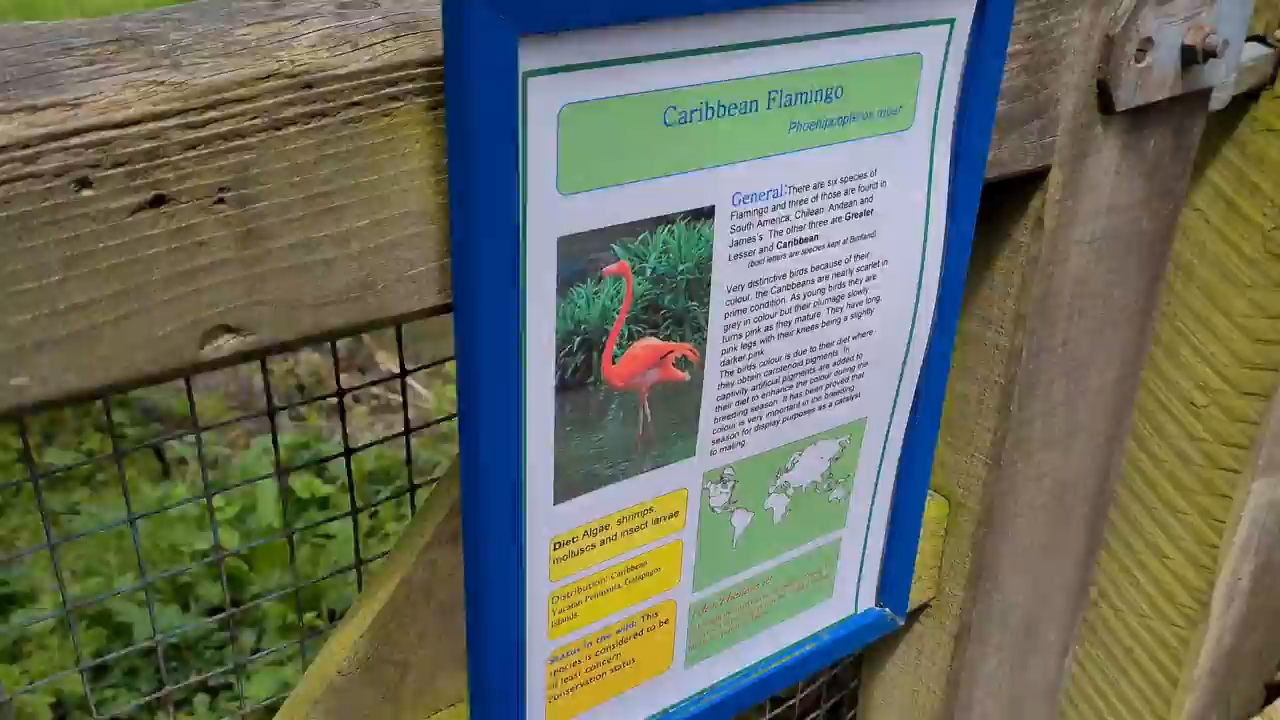 Caribbean Flamingo
Phoenicopteros ruber
General: There are six species of
Flamingo and three of those are found in
South America; Chilean, Andean and
James's. The other three are Greater
Lesser and Caribbean
(bold letters are species kept at Birdland)
Very distinctive birds because of their
colour, the Caribbeans are nearly scarlet in
prime condition. As young birds they are
grey in colour but their plumage slowly
turns pink as they mature. They have long,
pink legs with their knees being a slightly
darker pink.
The birds colour is due to their diet where
they obtain carotenoid pigments. In
captivity artificial pigments are added to
their diet to enhance the colour during the
breeding season. It has been proved that
colour is very important in the breeding
season for display purposes as a catalyst
to mating.
Diet: Algae, shrimps,
molluscs and insect larvae
Distribution: Caribbean
Yucatan Peninsula, Galapagos
Islands.
Status in the wild: This
species is considered to be
of least concern
conservation status.